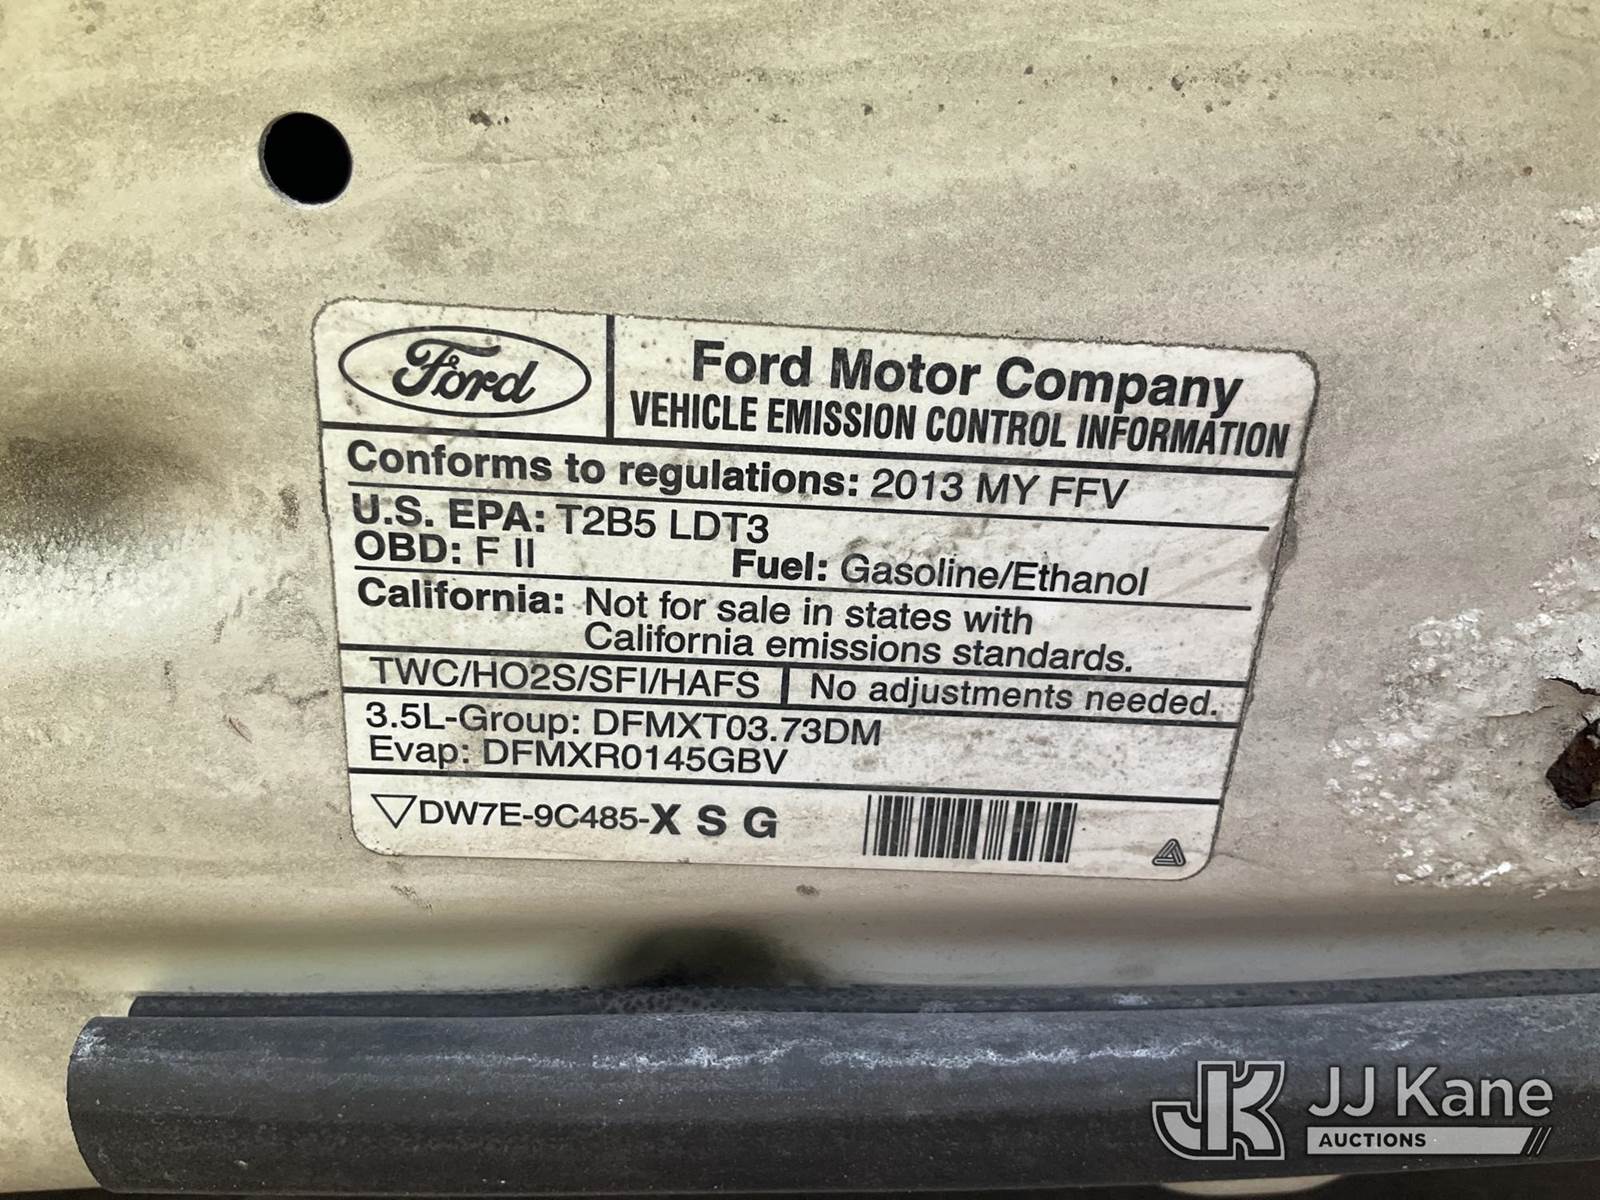 Ford
Ford Motor Company
VEHICLE EMISSION CONTROL INFORMATION
Conforms to regulations: 2013 MY FFV
U.S. EPA: T2B5 LDT3
OBD: F II Fuel: Gasoline/Ethanol
California: Not for sale in states with
California emissions standards.
TWC/HO2S/SFI/HAFS No adjustments needed.
3.5L-Group: DFMXT03.73DM
Evap: DFMXR0145GBV
DW7E-9C485-X S G
JK JJ Kane
AUCTIONS